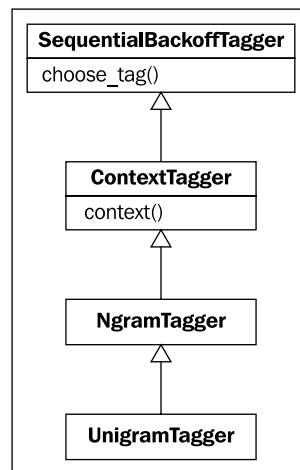 SequentialBackoffTagger
choose_tag()
ContextTagger
context()
NgramTagger
UnigramTagger